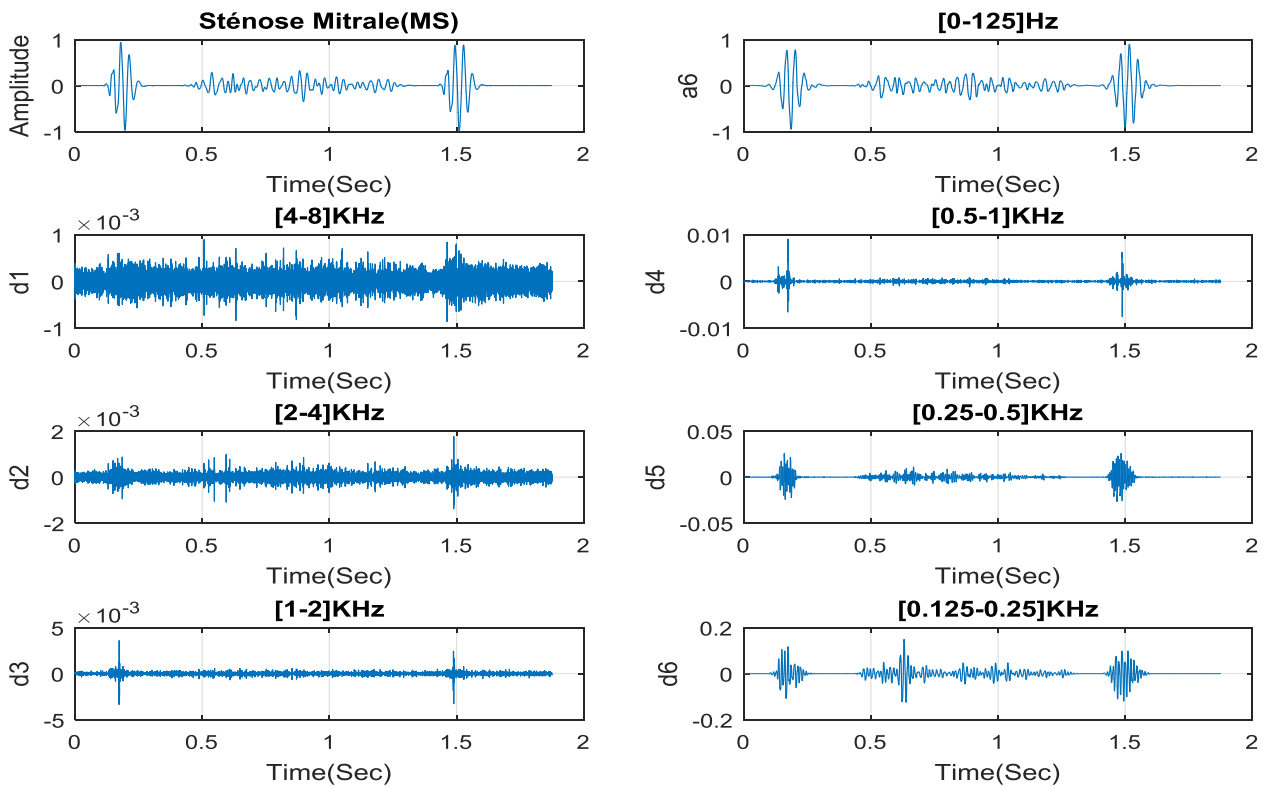 Sténose Mitrale(MS)
Amplitude
1
0
-1
0 0.5 1 1.5 2
Time(Sec)
[0-125]Hz
a6
1
0
-1
0 0.5 1 1.5 2
Time(Sec)
× 10-3
[4-8]KHz
d1
1
0
-1
0 0.5 1 1.5 2
Time(Sec)
[0.5-1]KHz
d4
0.01
0
-0.01
0 0.5 1 1.5 2
Time(Sec)
× 10-3
[2-4]KHz
d2
2
0
-2
0 0.5 1 1.5 2
Time(Sec)
[0.25-0.5]KHz
d5
0.05
0
-0.05
0 0.5 1 1.5 2
Time(Sec)
× 10-3
[1-2]KHz
d3
5
0
-5
0 0.5 1 1.5 2
Time(Sec)
[0.125-0.25]KHz
d6
0.2
0
-0.2
0 0.5 1 1.5 2
Time(Sec)